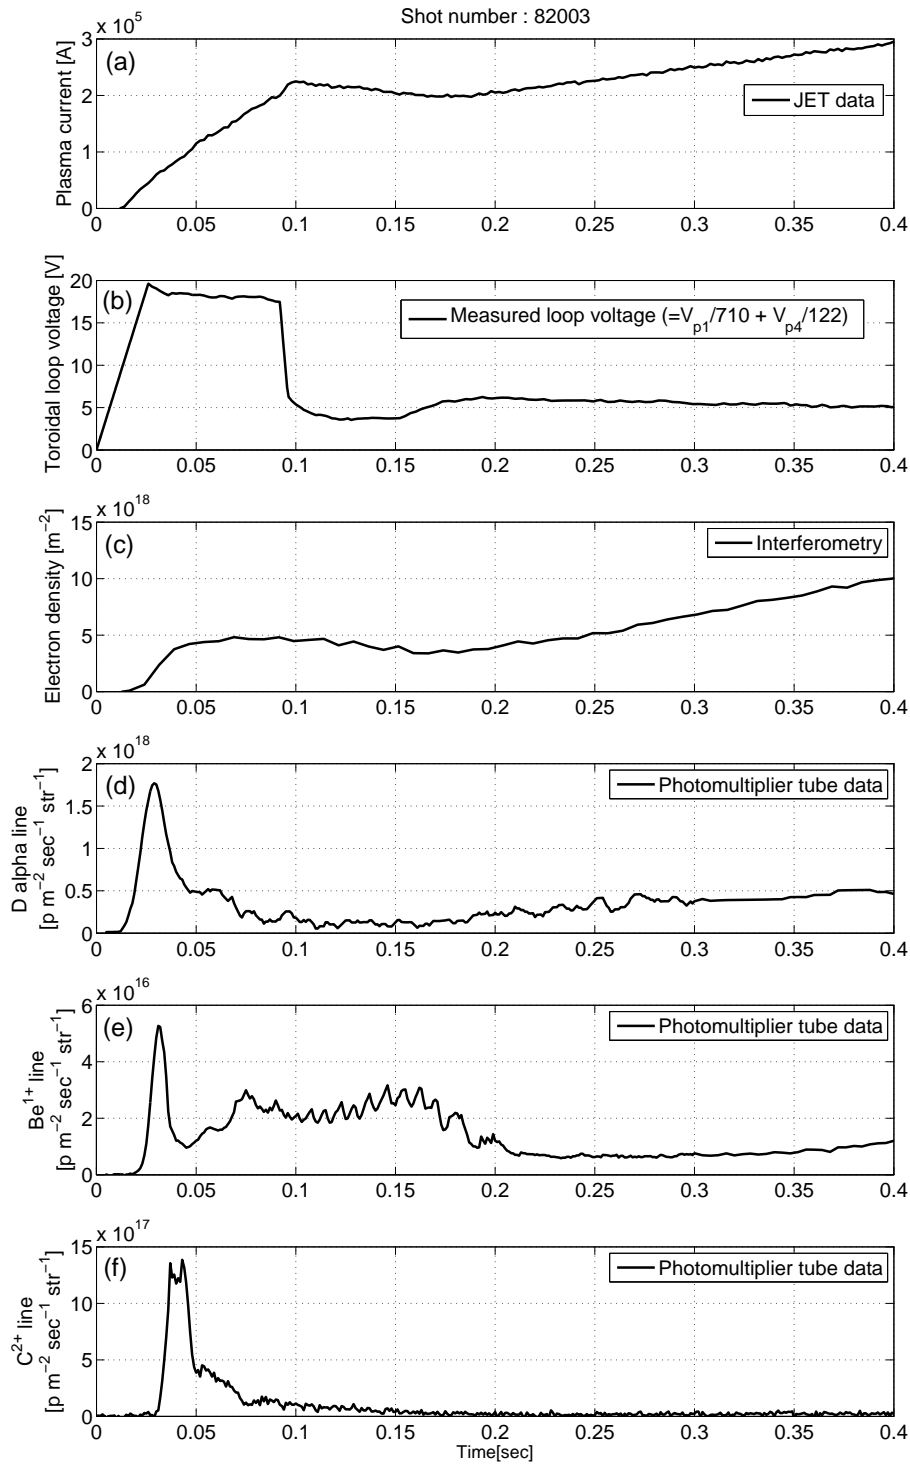 Shot number : 82003
x 10^5
(a)
Plasma current [A]
3
2
1
0
JET data
0 0.05 0.1 0.15 0.2 0.25 0.3 0.35 0.4
(b)
Toroidal loop voltage [V]
20
15
10
5
0
Measured loop voltage (=V_p1/710 + V_p4/122)
0 0.05 0.1 0.15 0.2 0.25 0.3 0.35 0.4
x 10^18
(c)
Electron density [m^−2]
15
10
5
0
Interferometry
0 0.05 0.1 0.15 0.2 0.25 0.3 0.35 0.4
x 10^18
(d)
D alpha line
[p m^−2 sec^−1 str^−1]
2
1.5
1
0.5
0
Photomultiplier tube data
0 0.05 0.1 0.15 0.2 0.25 0.3 0.35 0.4
x 10^16
(e)
Be^1+ line
[p m^−2 sec^−1 str^−1]
6
4
2
0
Photomultiplier tube data
0 0.05 0.1 0.15 0.2 0.25 0.3 0.35 0.4
x 10^17
(f)
C^2+ line
[p m^−2 sec^−1 str^−1]
15
10
5
0
Photomultiplier tube data
0 0.05 0.1 0.15 0.2 0.25 0.3 0.35 0.4
Time[sec]